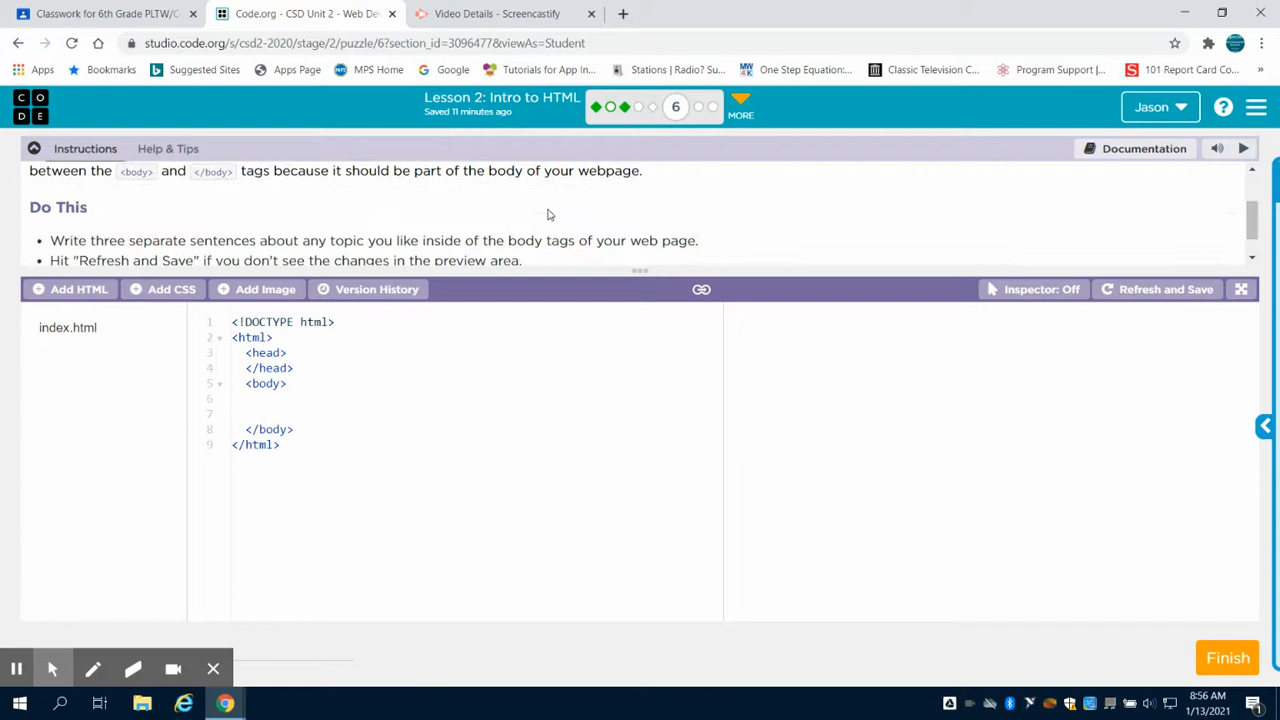 Classwork for 6th Grade PLTW/C
Code.org - CSD Unit 2 - Web De
Video Details - Screencastify
studio.code.org/s/csd2-2020/stage/2/puzzle/6?section_id=3096477&viewAs=Student
Apps
Bookmarks
Suggested Sites
Apps Page
MPS Home
Google
Tutorials for App In...
Stations | Radio? Su...
One Step Equation:...
Classic Television C...
Program Support |...
101 Report Card Co...
»
C O
D E
Lesson 2: Intro to HTML
Saved 11 minutes ago
6
MORE
Jason
?
Instructions
Help & Tips
Documentation
between the <body> and </body> tags because it should be part of the body of your webpage.
Do This
• Write three separate sentences about any topic you like inside of the body tags of your web page.
• Hit "Refresh and Save" if you don't see the changes in the preview area.
Add HTML
Add CSS
Add Image
Version History
Inspector: Off
Refresh and Save
index.html
1 <!DOCTYPE html>
2 <html>
3 <head>
4 </head>
5 <body>
6
7
8 </body>
9 </html>
Finish
8:56 AM
1/13/2021